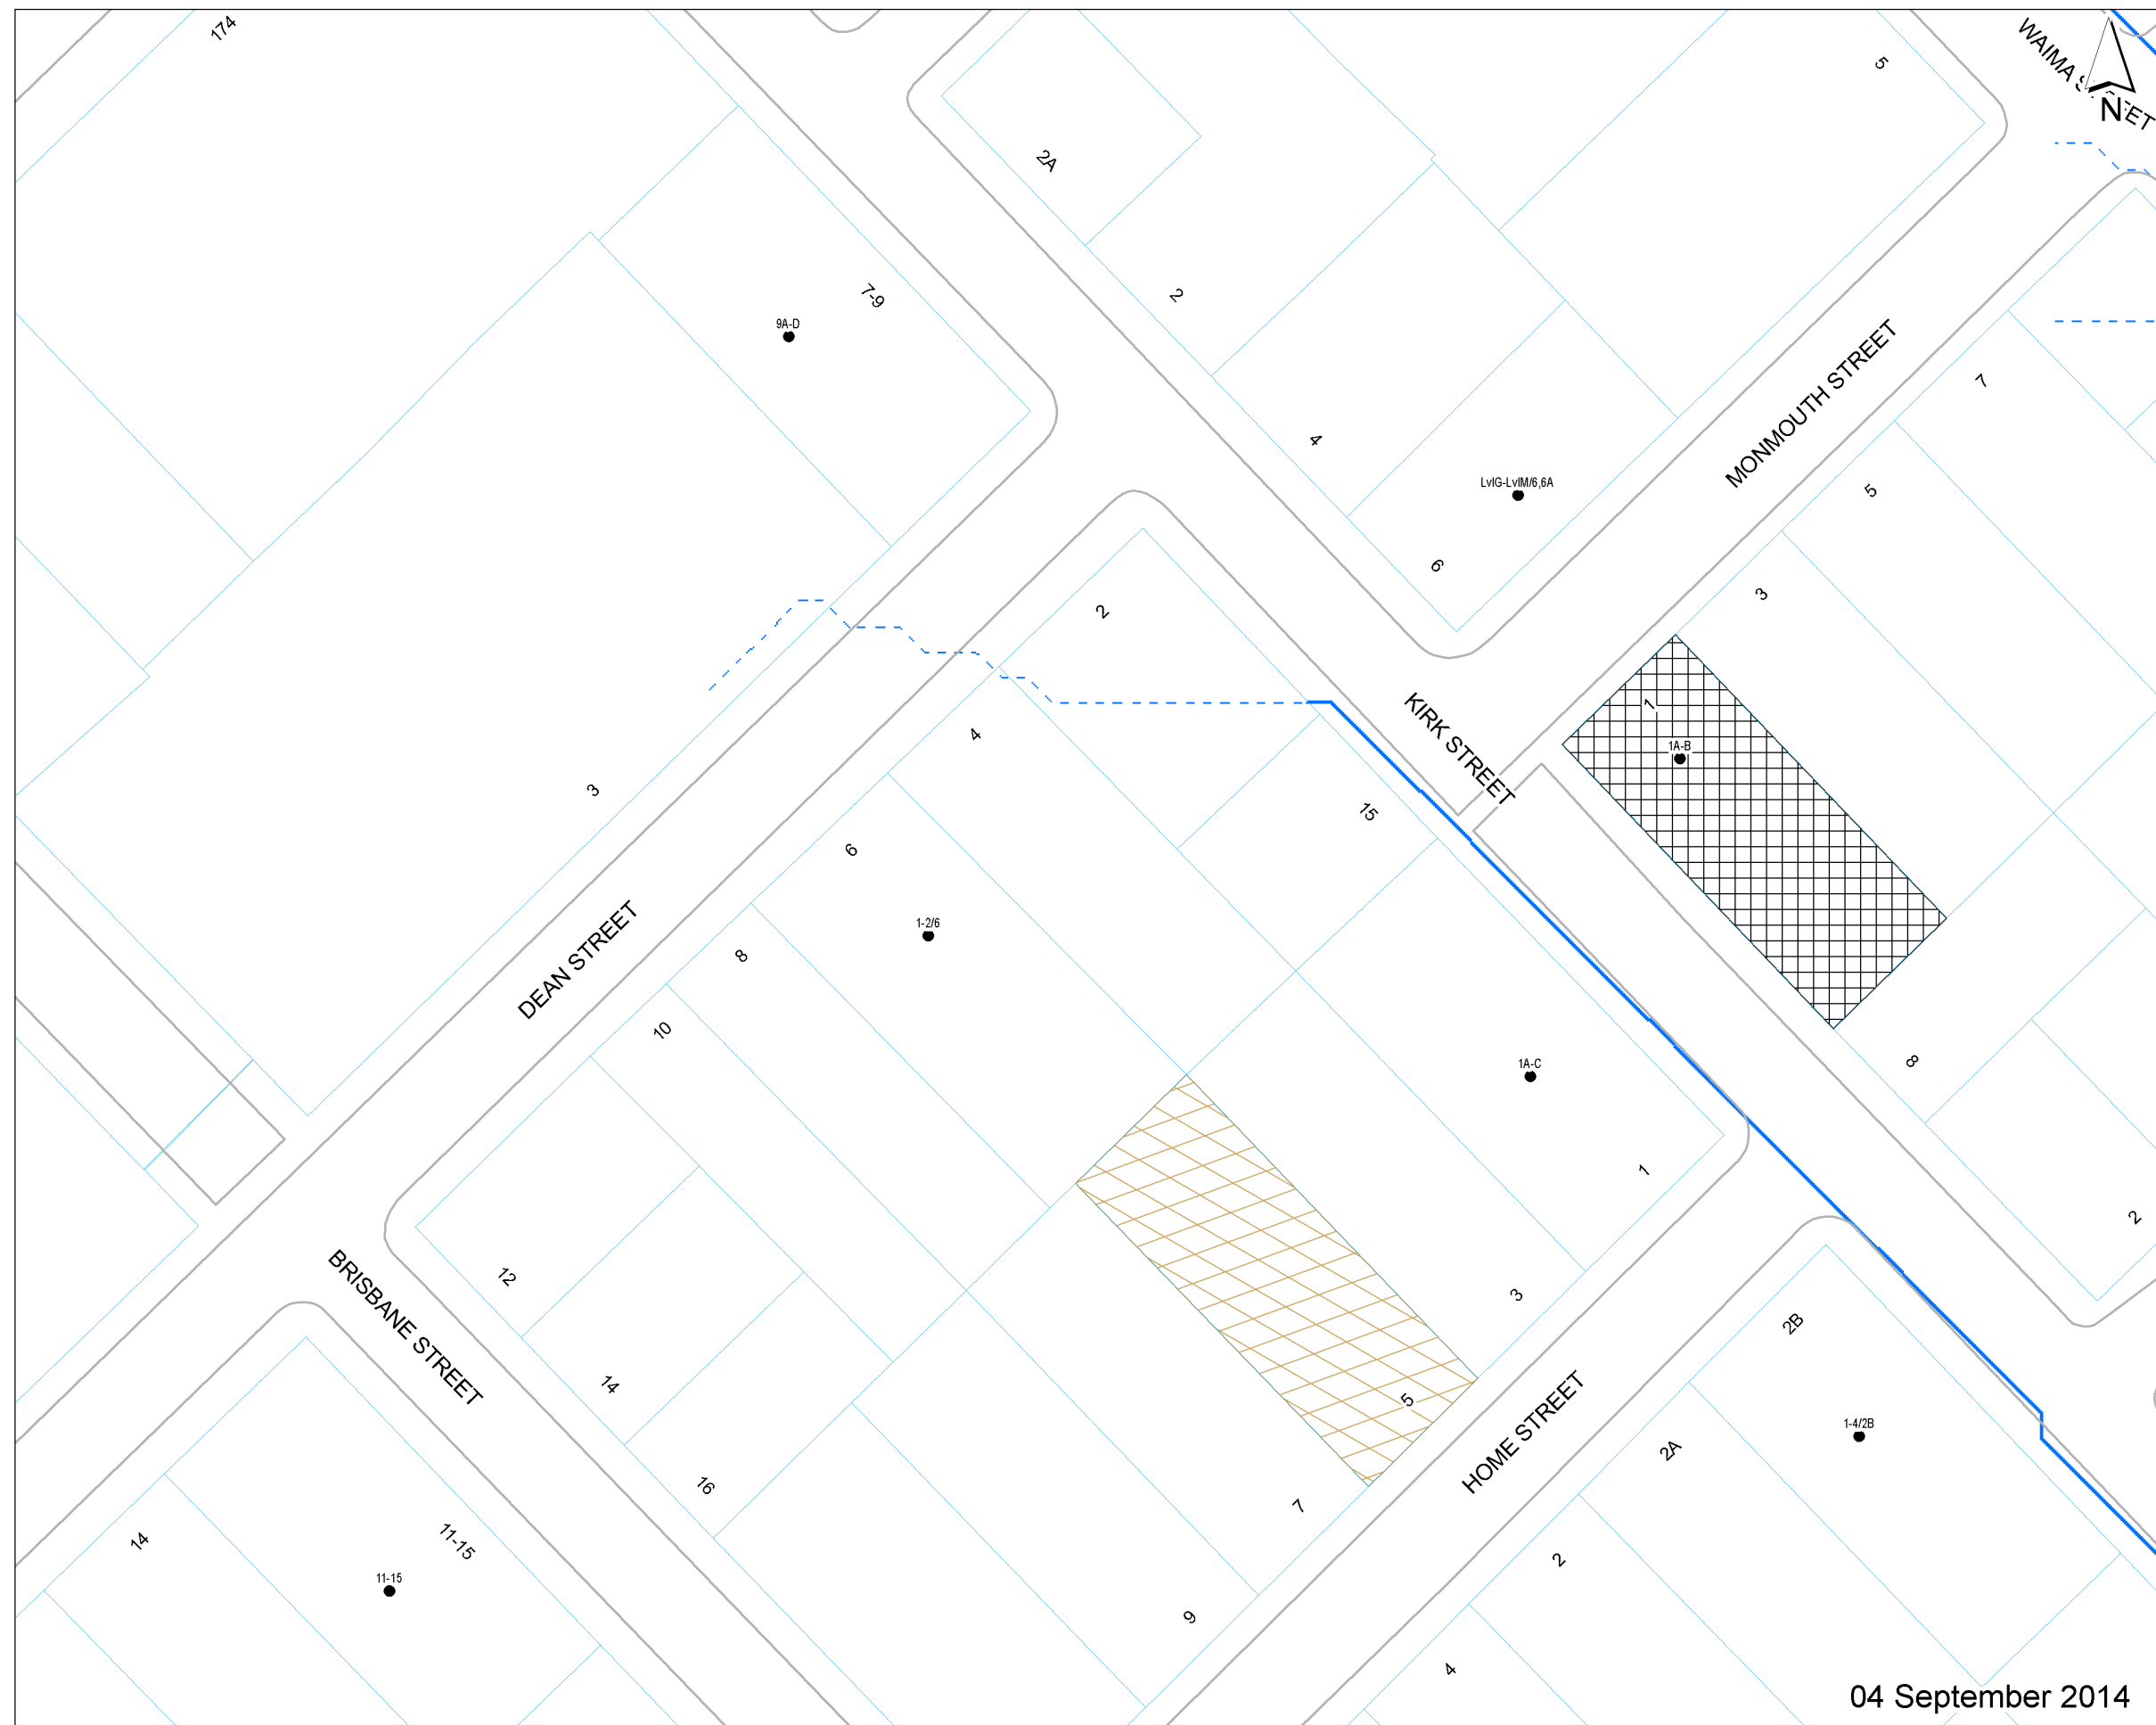 174
5
WAIMA STREET
N
2A
7-9
9A-D
2
MONMOUTH STREET
7
4
LvlG-LvlM/6,6A
5
6
3
2
KIRK STREET
1
1A-B
4
3
15
6
1-2/6
8
DEAN STREET
10
1A-C
8
1
2
12
BRISBANE STREET
3
2B
14
5
HOME STREET
1-4/2B
2A
16
7
14
11-15
11-15
2
9
4
04 September 2014